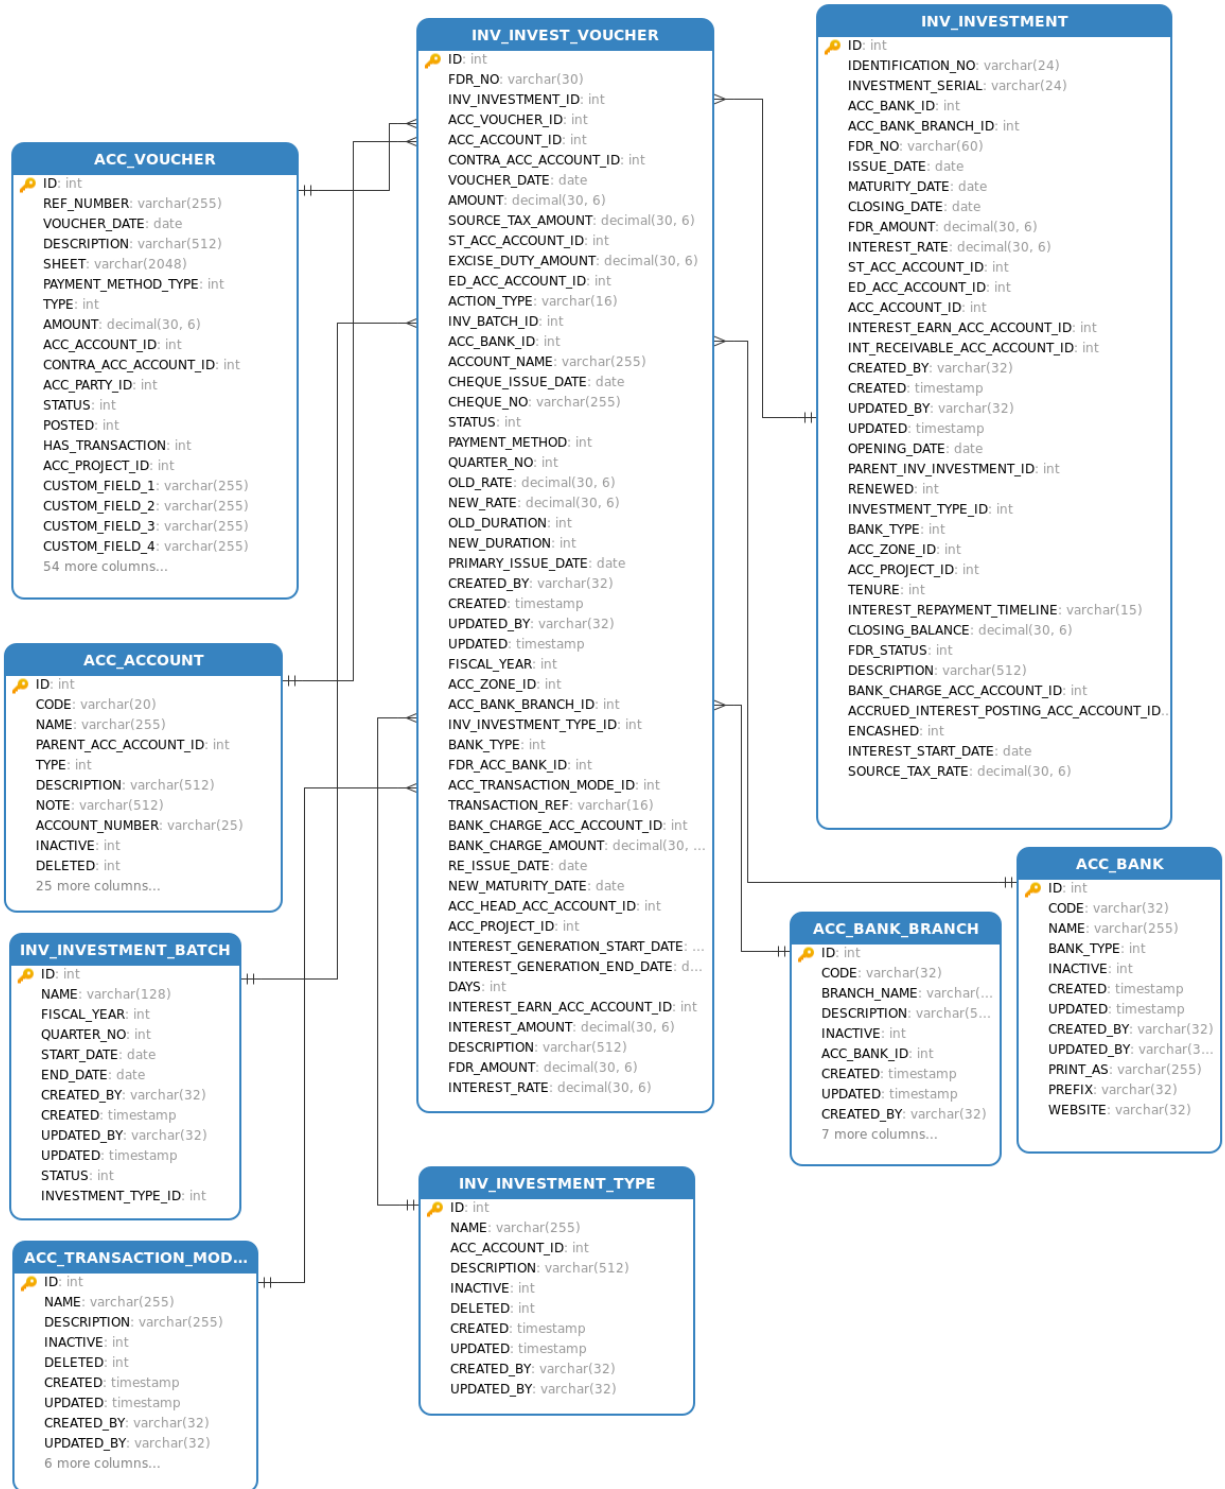 INV_INVEST_VOUCHER
ID: int
FDR_NO: varchar(30)
INV_INVESTMENT_ID: int
ACC_VOUCHER_ID: int
ACC_ACCOUNT_ID: int
CONTRA_ACC_ACCOUNT_ID: int
VOUCHER_DATE: date
AMOUNT: decimal(30, 6)
SOURCE_TAX_AMOUNT: decimal(30, 6)
ST_ACC_ACCOUNT_ID: int
EXCISE_DUTY_AMOUNT: decimal(30, 6)
ED_ACC_ACCOUNT_ID: int
ACTION_TYPE: varchar(16)
INV_BATCH_ID: int
ACC_BANK_ID: int
ACCOUNT_NAME: varchar(255)
CHEQUE_ISSUE_DATE: date
CHEQUE_NO: varchar(255)
STATUS: int
PAYMENT_METHOD: int
QUARTER_NO: int
OLD_RATE: decimal(30, 6)
NEW_RATE: decimal(30, 6)
OLD_DURATION: int
NEW_DURATION: int
PRIMARY_ISSUE_DATE: date
CREATED_BY: varchar(32)
CREATED: timestamp
UPDATED_BY: varchar(32)
UPDATED: timestamp
FISCAL_YEAR: int
ACC_ZONE_ID: int
ACC_BANK_BRANCH_ID: int
INV_INVESTMENT_TYPE_ID: int
BANK_TYPE: int
FDR_ACC_BANK_ID: int
ACC_TRANSACTION_MODE_ID: int
TRANSACTION_REF: varchar(16)
BANK_CHARGE_ACC_ACCOUNT_ID: int
BANK_CHARGE_AMOUNT: decimal(30, ...
RE_ISSUE_DATE: date
NEW_MATURITY_DATE: date
ACC_HEAD_ACC_ACCOUNT_ID: int
ACC_PROJECT_ID: int
INTEREST_GENERATION_START_DATE: ...
INTEREST_GENERATION_END_DATE: d...
DAYS: int
INTEREST_EARN_ACC_ACCOUNT_ID: int
INTEREST_AMOUNT: decimal(30, 6)
DESCRIPTION: varchar(512)
FDR_AMOUNT: decimal(30, 6)
INTEREST_RATE: decimal(30, 6)
INV_INVESTMENT
ID: int
IDENTIFICATION_NO: varchar(24)
INVESTMENT_SERIAL: varchar(24)
ACC_BANK_ID: int
ACC_BANK_BRANCH_ID: int
FDR_NO: varchar(60)
ISSUE_DATE: date
MATURITY_DATE: date
CLOSING_DATE: date
FDR_AMOUNT: decimal(30, 6)
INTEREST_RATE: decimal(30, 6)
ST_ACC_ACCOUNT_ID: int
ED_ACC_ACCOUNT_ID: int
ACC_ACCOUNT_ID: int
INTEREST_EARN_ACC_ACCOUNT_ID: int
INT_RECEIVABLE_ACC_ACCOUNT_ID: int
CREATED_BY: varchar(32)
CREATED: timestamp
UPDATED_BY: varchar(32)
UPDATED: timestamp
OPENING_DATE: date
PARENT_INV_INVESTMENT_ID: int
RENEWED: int
INVESTMENT_TYPE_ID: int
BANK_TYPE: int
ACC_ZONE_ID: int
ACC_PROJECT_ID: int
TENURE: int
INTEREST_REPAYMENT_TIMELINE: varchar(15)
CLOSING_BALANCE: decimal(30, 6)
FDR_STATUS: int
DESCRIPTION: varchar(512)
BANK_CHARGE_ACC_ACCOUNT_ID: int
ACCRUED_INTEREST_POSTING_ACC_ACCOUNT_ID..
ENCASHED: int
INTEREST_START_DATE: date
SOURCE_TAX_RATE: decimal(30, 6)
ACC_VOUCHER
ID: int
REF_NUMBER: varchar(255)
VOUCHER_DATE: date
DESCRIPTION: varchar(512)
SHEET: varchar(2048)
PAYMENT_METHOD_TYPE: int
TYPE: int
AMOUNT: decimal(30, 6)
ACC_ACCOUNT_ID: int
CONTRA_ACC_ACCOUNT_ID: int
ACC_PARTY_ID: int
STATUS: int
POSTED: int
HAS_TRANSACTION: int
ACC_PROJECT_ID: int
CUSTOM_FIELD_1: varchar(255)
CUSTOM_FIELD_2: varchar(255)
CUSTOM_FIELD_3: varchar(255)
CUSTOM_FIELD_4: varchar(255)
54 more columns...
ACC_ACCOUNT
ID: int
CODE: varchar(20)
NAME: varchar(255)
PARENT_ACC_ACCOUNT_ID: int
TYPE: int
DESCRIPTION: varchar(512)
NOTE: varchar(512)
ACCOUNT_NUMBER: varchar(25)
INACTIVE: int
DELETED: int
25 more columns...
INV_INVESTMENT_BATCH
ID: int
NAME: varchar(128)
FISCAL_YEAR: int
QUARTER_NO: int
START_DATE: date
END_DATE: date
CREATED_BY: varchar(32)
CREATED: timestamp
UPDATED_BY: varchar(32)
UPDATED: timestamp
STATUS: int
INVESTMENT_TYPE_ID: int
ACC_TRANSACTION_MOD...
ID: int
NAME: varchar(255)
DESCRIPTION: varchar(255)
INACTIVE: int
DELETED: int
CREATED: timestamp
UPDATED: timestamp
CREATED_BY: varchar(32)
UPDATED_BY: varchar(32)
6 more columns...
INV_INVESTMENT_TYPE
ID: int
NAME: varchar(255)
ACC_ACCOUNT_ID: int
DESCRIPTION: varchar(512)
INACTIVE: int
DELETED: int
CREATED: timestamp
UPDATED: timestamp
CREATED_BY: varchar(32)
UPDATED_BY: varchar(32)
ACC_BANK_BRANCH
ID: int
CODE: varchar(32)
BRANCH_NAME: varchar(...
DESCRIPTION: varchar(5...
INACTIVE: int
ACC_BANK_ID: int
CREATED: timestamp
UPDATED: timestamp
CREATED_BY: varchar(32)
7 more columns...
ACC_BANK
ID: int
CODE: varchar(32)
NAME: varchar(255)
BANK_TYPE: int
INACTIVE: int
CREATED: timestamp
UPDATED: timestamp
CREATED_BY: varchar(32)
UPDATED_BY: varchar(3...
PRINT_AS: varchar(255)
PREFIX: varchar(32)
WEBSITE: varchar(32)